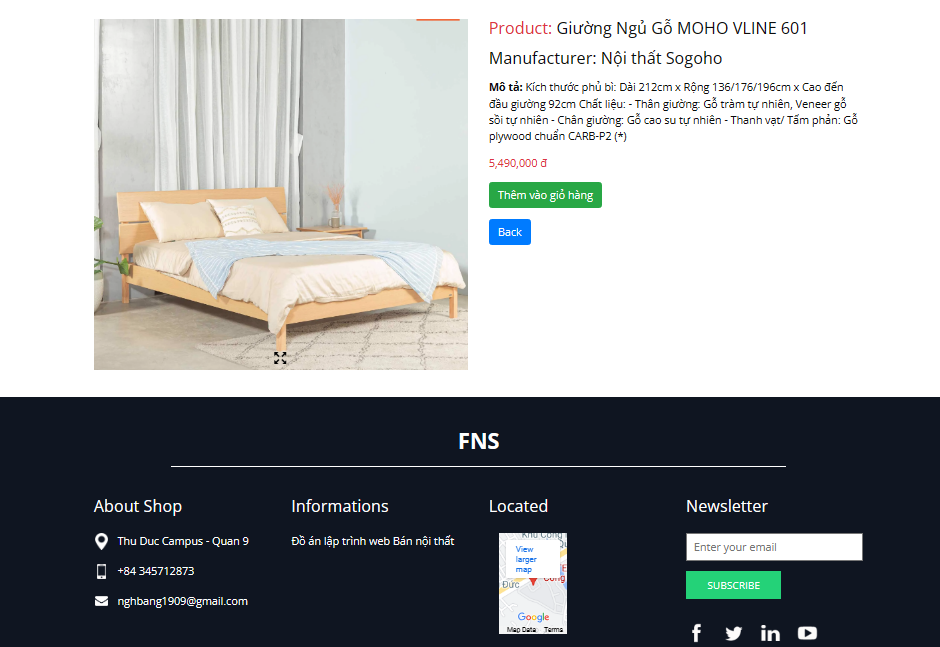 Product: Giường Ngủ Gỗ MOHO VLINE 601
Manufacturer: Nội thất Sogoho
Mô tả: Kích thước phủ bì: Dài 212cm x Rộng 136/176/196cm x Cao đến
đầu giường 92cm Chất liệu: - Thân giường: Gỗ tràm tự nhiên, Veneer gỗ
sồi tự nhiên - Chân giường: Gỗ cao su tự nhiên - Thanh vạt/ Tấm phản: Gỗ
plywood chuẩn CARB-P2 (*)
5,490,000 đ
Thêm vào giỏ hàng
Back
FNS
About Shop
Thu Duc Campus - Quan 9
+84 345712873
nghbang1909@gmail.com
Informations
Đồ án lập trình web Bán nội thất
Located
Khu Công
View
larger
map
Công
Đức
Google
Map Data
Terms
Newsletter
Enter your email
SUBSCRIBE